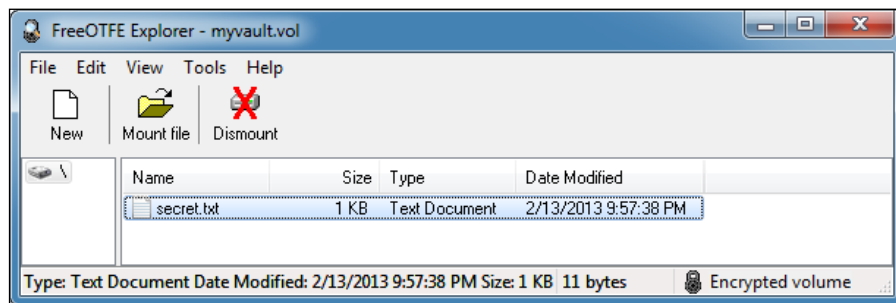 FreeOTFE Explorer - myvault.vol
File Edit View Tools Help
New Mount file Dismount
\ Name Size Type Date Modified
secret.txt 1 KB Text Document 2/13/2013 9:57:38 PM
Type: Text Document Date Modified: 2/13/2013 9:57:38 PM Size: 1 KB 11 bytes Encrypted volume